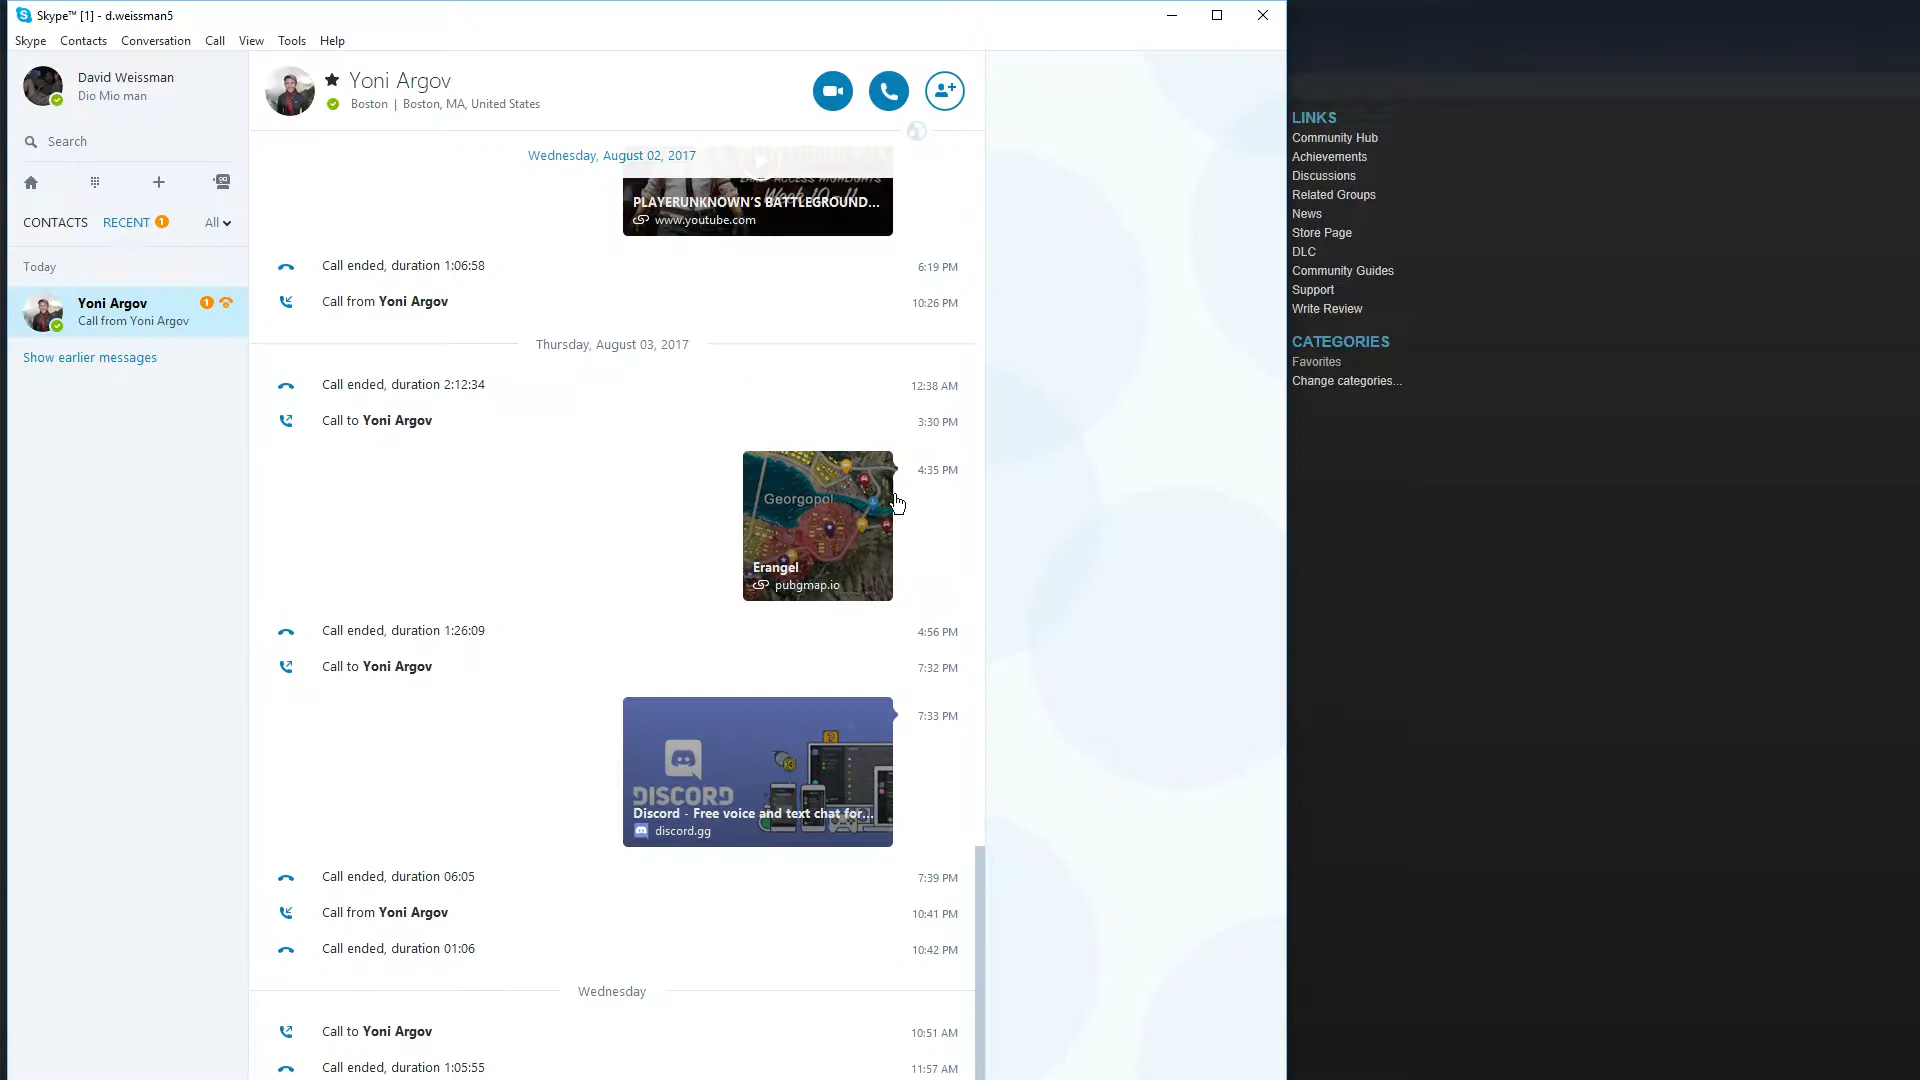 Skype™ [1] - d.weissman5
Skype Contacts Conversation Call View Tools Help
David Weissman
Dio Mio man
Search
CONTACTS RECENT 1 All
Today
Yoni Argov 1
Call from Yoni Argov
Show earlier messages
Yoni Argov
Boston | Boston, MA, United States
Wednesday, August 02, 2017
EARLY ACCESS HIGHLIGHTS
PLAYERUNKNOWN'S BATTLEGROUND...
www.youtube.com
Call ended, duration 1:06:58 6:19 PM
Call from Yoni Argov 10:26 PM
Thursday, August 03, 2017
Call ended, duration 2:12:34 12:38 AM
Call to Yoni Argov 3:30 PM
4:35 PM
Georgopol
Erangel
pubgmap.io
Call ended, duration 1:26:09 4:56 PM
Call to Yoni Argov 7:32 PM
7:33 PM
DISCORD
Discord - Free voice and text chat for...
discord.gg
Call ended, duration 06:05 7:39 PM
Call from Yoni Argov 10:41 PM
Call ended, duration 01:06 10:42 PM
Wednesday
Call to Yoni Argov 10:51 AM
Call ended, duration 1:05:55 11:57 AM
LINKS
Community Hub
Achievements
Discussions
Related Groups
News
Store Page
DLC
Community Guides
Support
Write Review
CATEGORIES
Favorites
Change categories...